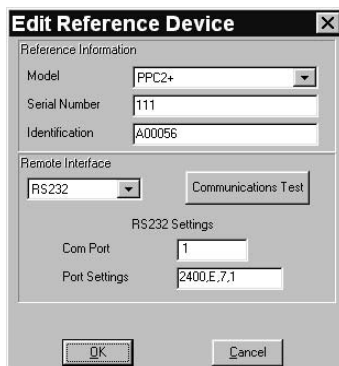 Edit Reference Device
Reference Information
Model PPC2+
Serial Number 111
Identification A00056
Remote Interface
RS232 Communications Test
RS232 Settings
Com Port 1
Port Settings 2400,E,7,1
OK Cancel